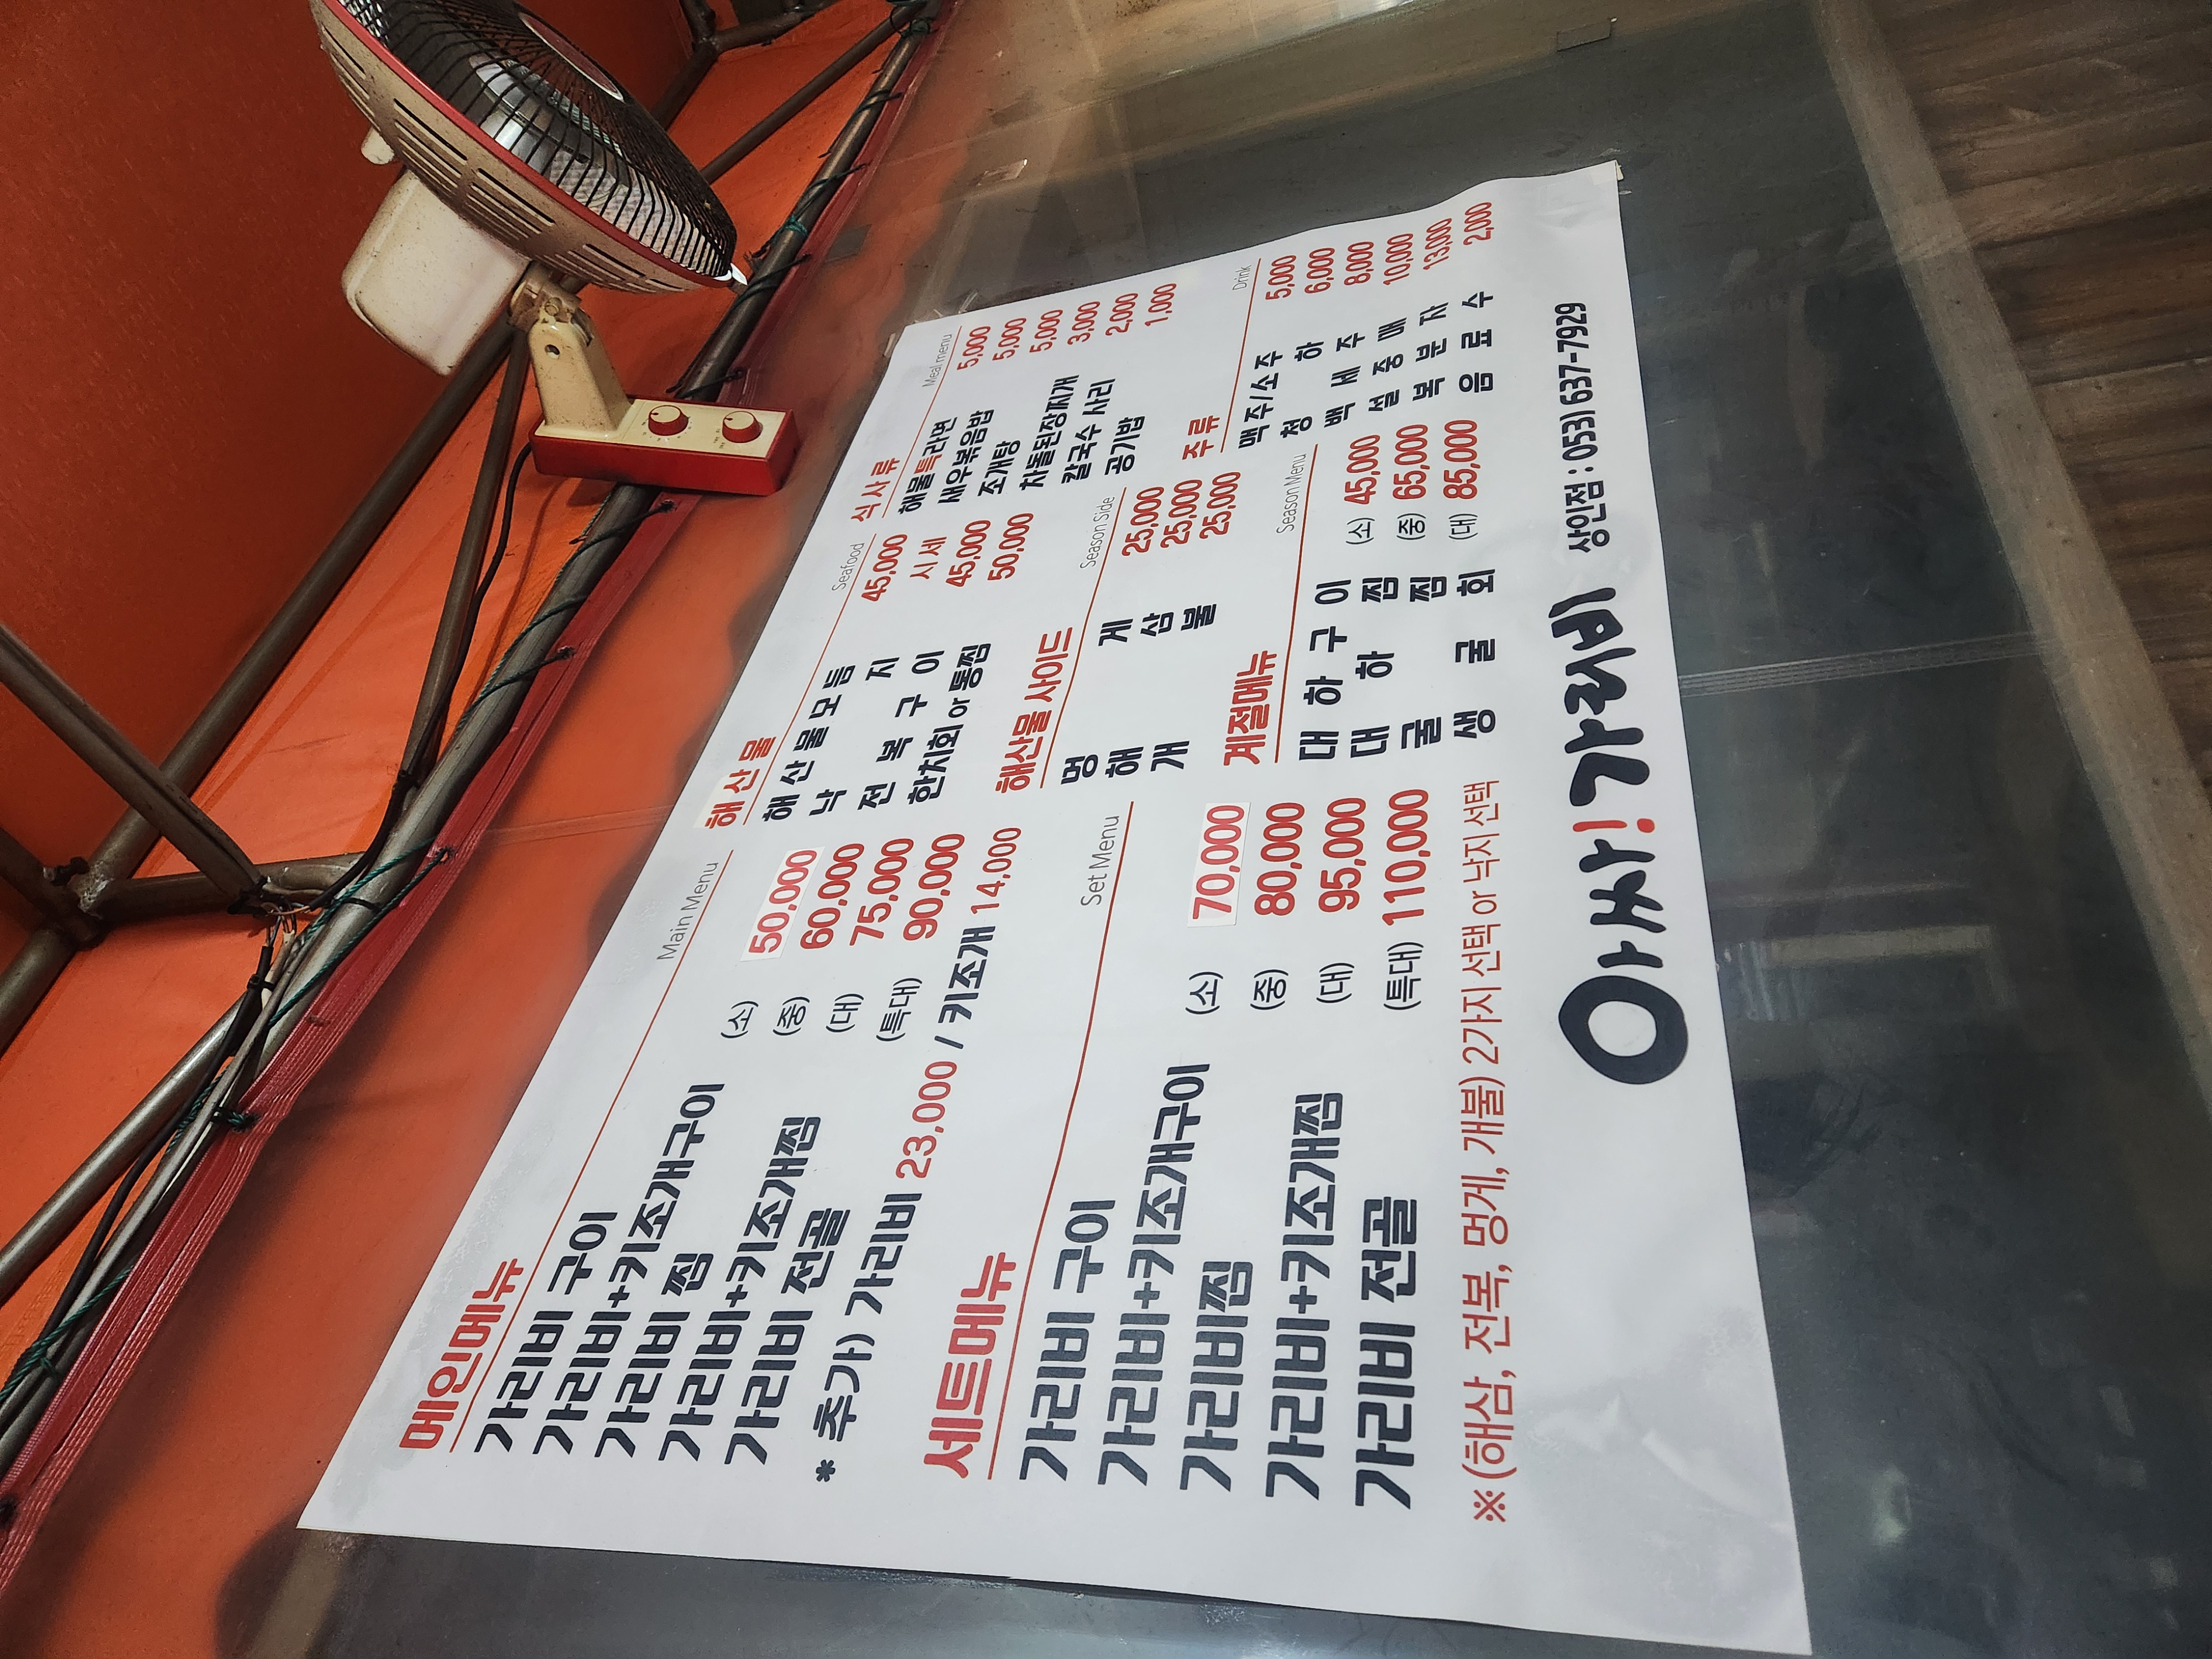 메인메뉴 Main Menu
가리비 구이
가리비+키조개구이 (소) 50,000
가리비 찜 (중) 60,000
가리비+키조개찜 (대) 75,000
가리비 전골 (특대) 90,000
* 추가) 가리비 23,000 / 키조개 14,000
세트메뉴 Set Menu
가리비 구이
가리비+키조개구이 (소) 70,000
가리비찜 (중) 80,000
가리비+키조개찜 (대) 95,000
가리비 전골 (특대) 110,000
※ (해삼, 전복, 멍게, 개불) 2가지 선택 or 낙지 선택
해산물 Seafood
해산물모듬 45,000
낙지 시세
전복구이 45,000
한치회 or 통찜 50,000
해산물 사이드 Season Side
멍게 25,000
해삼 25,000
개불 25,000
계절메뉴 Season Menu
대하구이
대하찜 (소) 45,000
굴찜 (중) 65,000
생굴회 (대) 85,000
식사류 Meal menu
해물특라면 5,000
새우볶음밥 5,000
조개탕 5,000
차돌된장찌개 3,000
칼국수 사리 2,000
공기밥 1,000
주류 Drink
맥주/소주 5,000
청하 6,000
백세주 8,000
설중매 10,000
복분자 13,000
음료수 2,000
아싸! 가리비 상인점 : 053) 637-7929